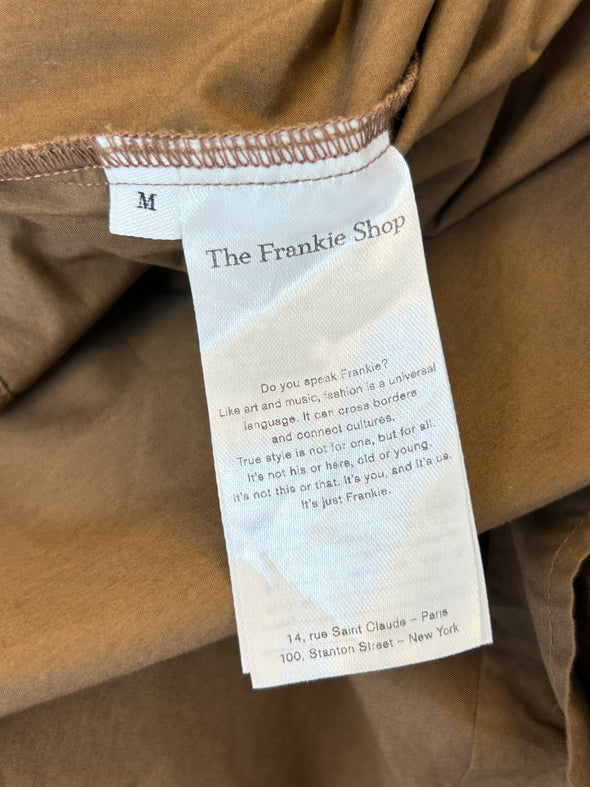 M
The Frankie Shop
Do you speak Frankie?
Like art and music, fashion is a universal
language. It can cross borders
and connect cultures.
True style is not for one, but for all.
It's not his or hers, old or young.
It's not this or that. It's you, and it's us.
It's just Frankie.
14, rue Saint Claude – Paris
100, Stanton Street – New York